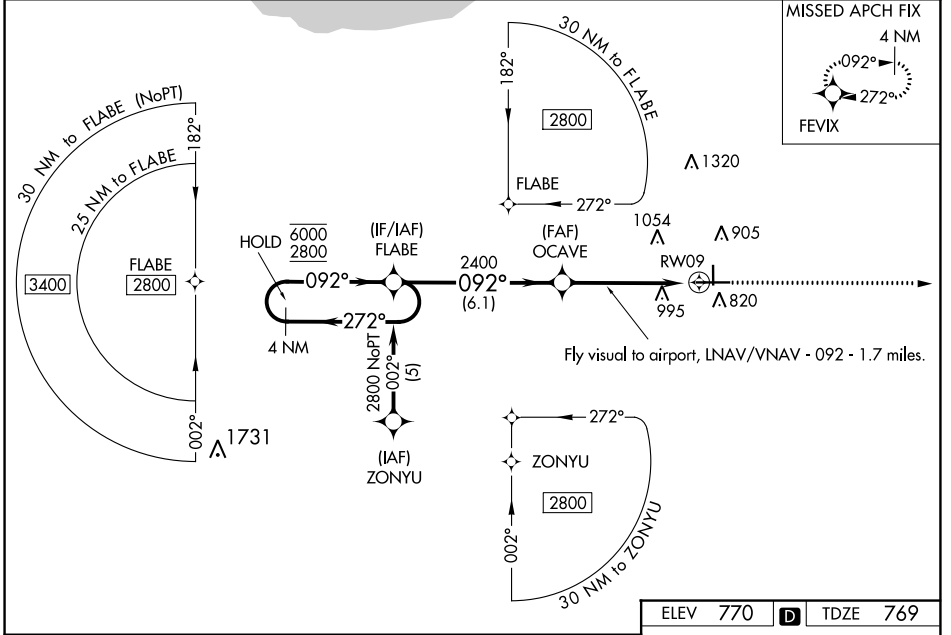 MISSED APCH FIX
4 NM
092°
272°
FEVIX
30 NM to FLABE
182°
2800
FLABE
272°
30 NM to FLABE (NoPT)
182°
25 NM to FLABE
3400
FLABE
2800
002°
1731
1320
1054
905
HOLD
6000
2800
(IF/IAF)
FLABE
092°
2400
092°
(6.1)
(FAF)
OCAVE
RW09
995
820
272°
4 NM
2800 NoPT
002°
(5)
(IAF)
ZONYU
Fly visual to airport, LNAV/VNAV - 092 - 1.7 miles.
272°
ZONYU
2800
002°
30 NM to ZONYU
ELEV 770 D TDZE 769